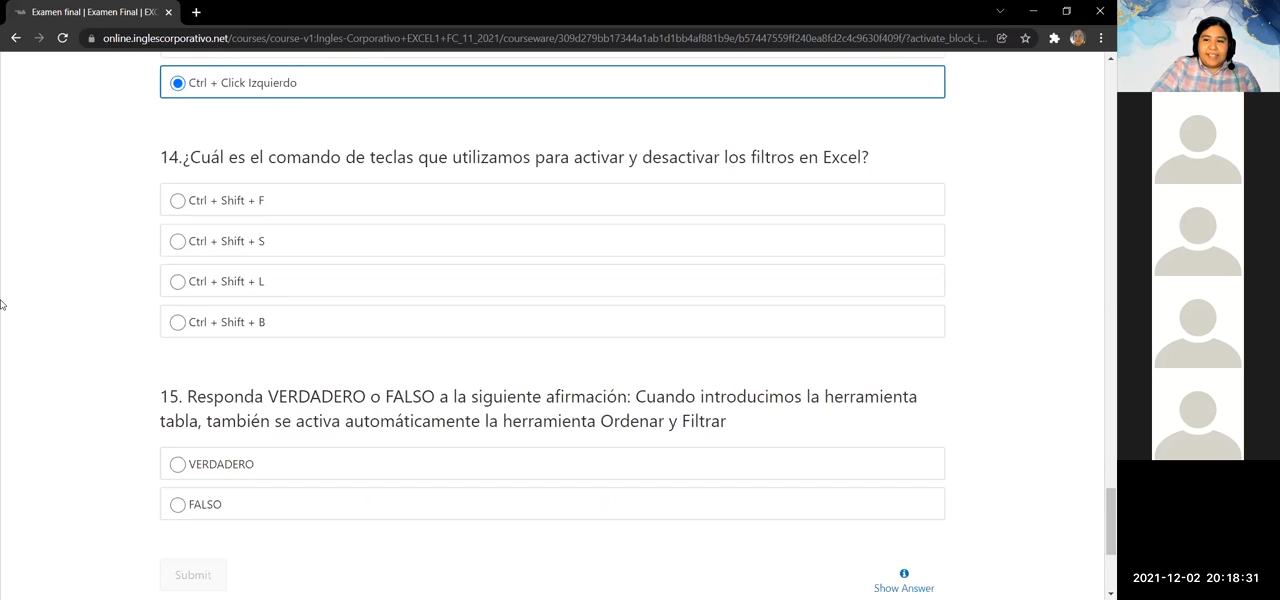 Examen final | Examen Final | EXC
online.inglescorporativo.net/courses/course-v1:Ingles-Corporativo+EXCEL1+FC_11_2021/courseware/309d279bb17344a1ab1d1bb4af881b9e/b57447559ff240ea8fd2c4c9630f409f/?activate_block_i...
Ctrl + Click Izquierdo
14.¿Cuál es el comando de teclas que utilizamos para activar y desactivar los filtros en Excel?
Ctrl + Shift + F
Ctrl + Shift + S
Ctrl + Shift + L
Ctrl + Shift + B
15. Responda VERDADERO o FALSO a la siguiente afirmación: Cuando introducimos la herramienta
tabla, también se activa automáticamente la herramienta Ordenar y Filtrar
VERDADERO
FALSO
Submit
Show Answer
2021-12-02 20:18:31